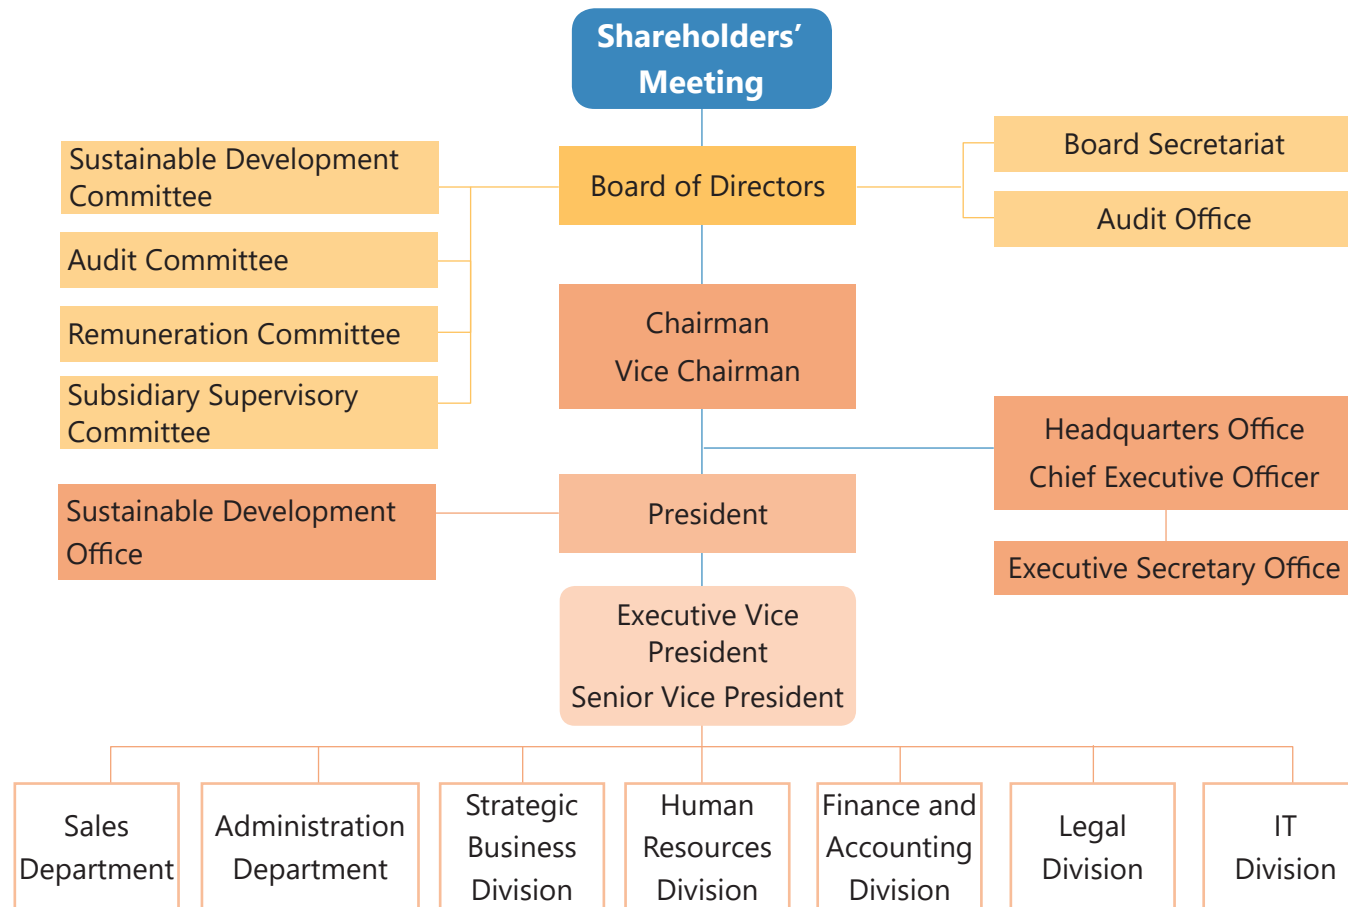 Shareholders’
Meeting
Sustainable Development
Committee
Board of Directors
Board Secretariat
Audit Office
Audit Committee
Remuneration Committee
Subsidiary Supervisory
Committee
Chairman
Vice Chairman
Headquarters Office
Chief Executive Officer
Sustainable Development
Office
President
Executive Secretary Office
Executive Vice
President
Senior Vice President
Sales
Department
Administration
Department
Strategic
Business
Division
Human
Resources
Division
Finance and
Accounting
Division
Legal
Division
IT
Division